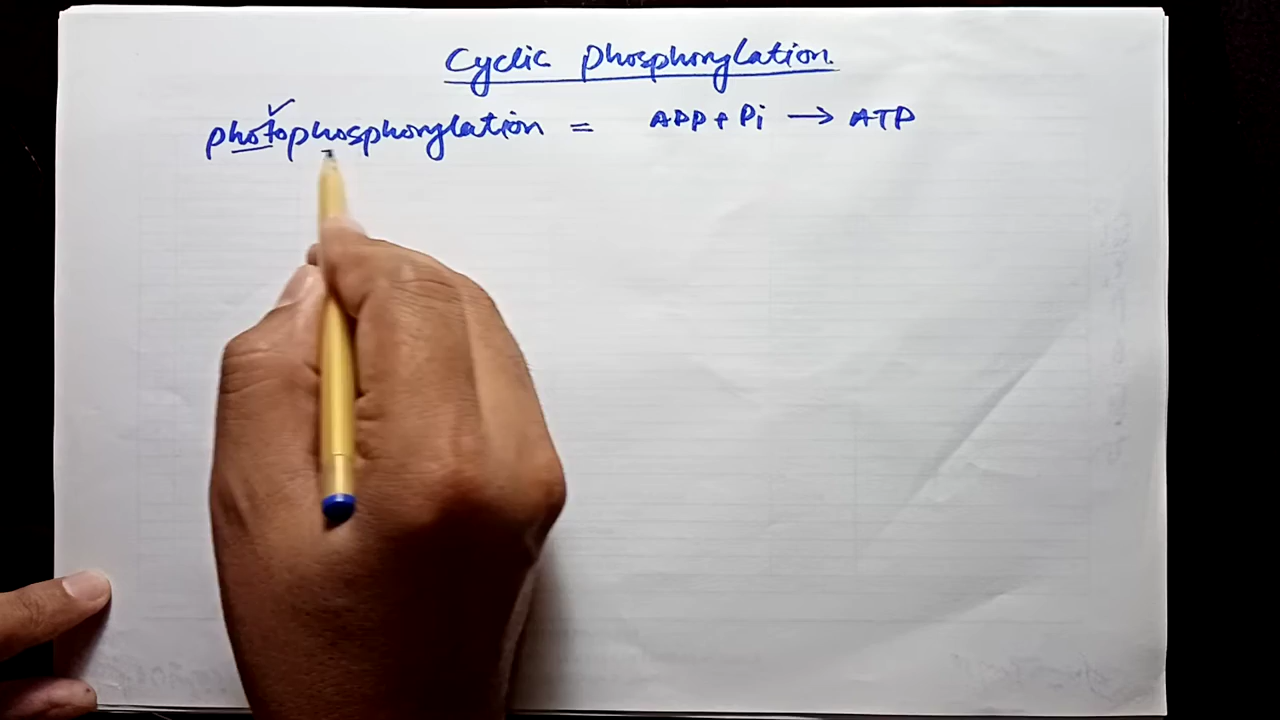 Cyclic phosphorylation.
photophosphorylation = ADP + Pi → ATP